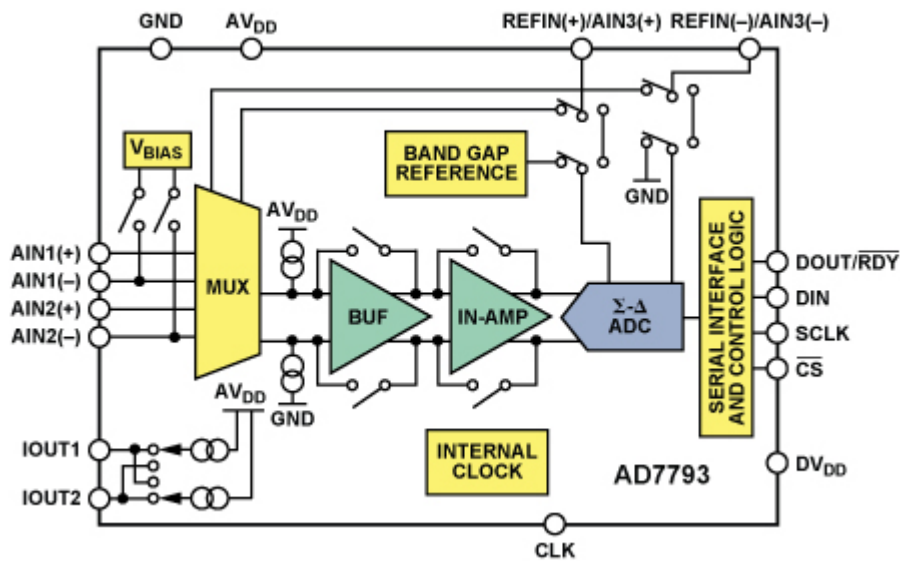 GND
AVDD
REFIN(+)/AIN3(+)
REFIN(–)/AIN3(–)
VBIAS
BAND GAP
REFERENCE
GND
AVDD
AIN1(+)
AIN1(–)
AIN2(+)
AIN2(–)
MUX
BUF
IN-AMP
Σ-Δ
ADC
SERIAL INTERFACE
AND CONTROL LOGIC
DOUT/RDY
DIN
SCLK
CS
GND
AVDD
IOUT1
IOUT2
INTERNAL
CLOCK
AD7793
DVDD
CLK